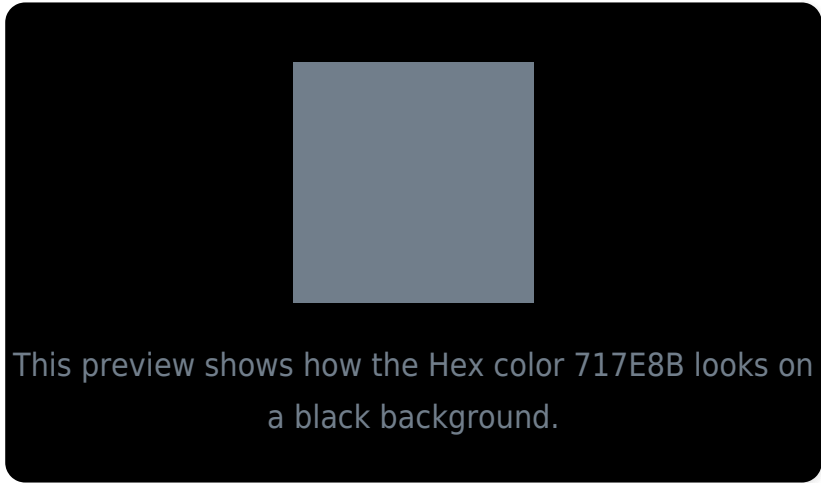 This preview shows how the Hex color 717E8B looks on
a black background.